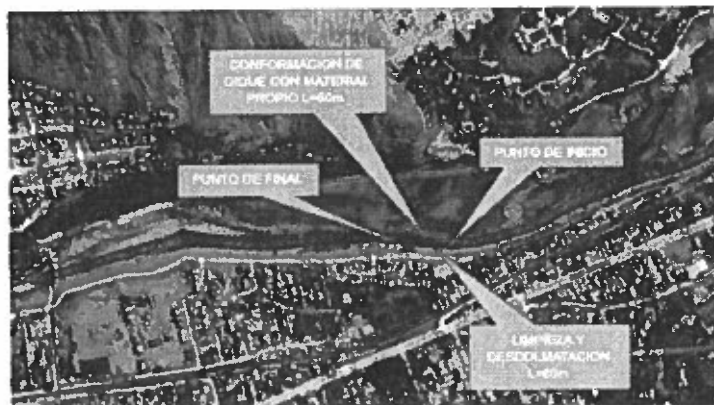 CONFORMACION DE
DIQUE CON MATERIAL
PROPIO L=60m
PUNTO DE INICIO
PUNTO DE FINAL
LIMPIEZA Y
DESCOLMATACION
L=60m